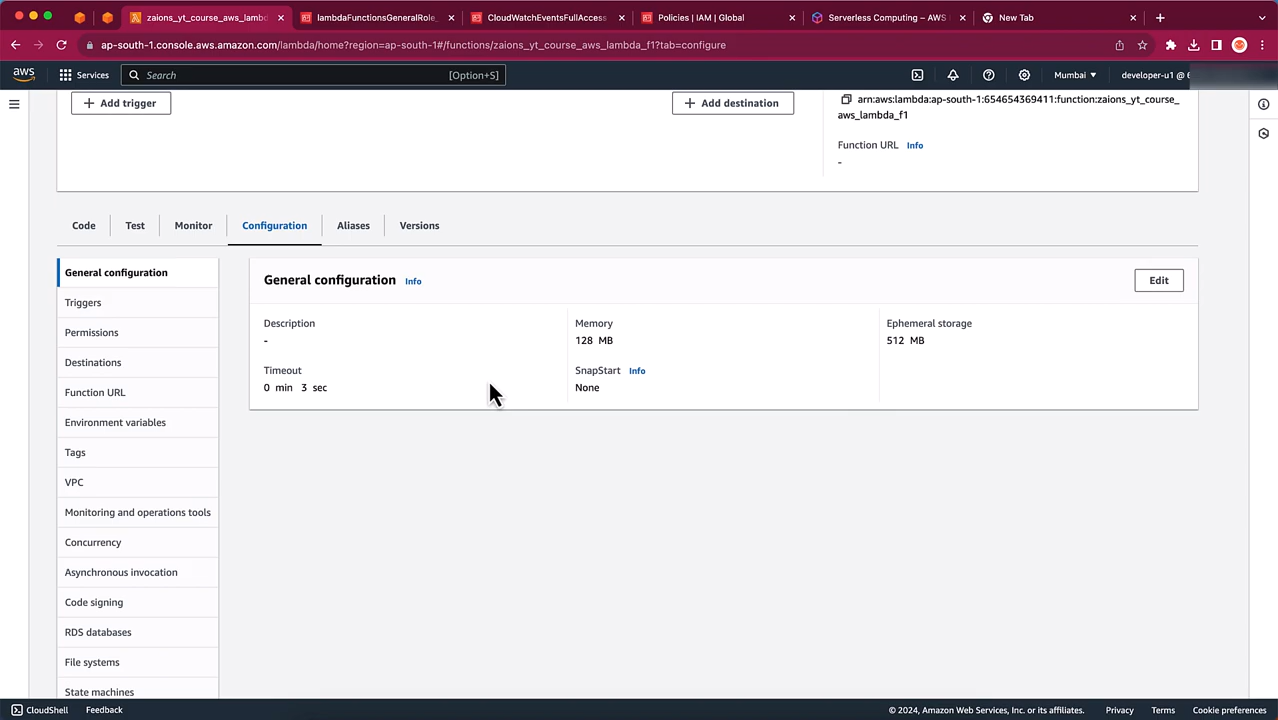 zaions_yt_course_aws_lamb
lambdaFunctionsGeneralRole_
CloudWatchEventsFullAccess
Policies | IAM | Global
Serverless Computing – AWS
New Tab
ap-south-1.console.aws.amazon.com/lambda/home?region=ap-south-1#/functions/zaions_yt_course_aws_lambda_f1?tab=configure
aws
Services
Search
[Option+S]
Mumbai
developer-u1 @ 6
Add trigger
Add destination
arn:aws:lambda:ap-south-1:654654369411:function:zaions_yt_course_
aws_lambda_f1
Function URL Info
-
Code
Test
Monitor
Configuration
Aliases
Versions
General configuration
Triggers
Permissions
Destinations
Function URL
Environment variables
Tags
VPC
Monitoring and operations tools
Concurrency
Asynchronous invocation
Code signing
RDS databases
File systems
State machines
General configuration Info
Edit
Description
-
Memory
128 MB
Ephemeral storage
512 MB
Timeout
0 min 3 sec
SnapStart Info
None
CloudShell
Feedback
© 2024, Amazon Web Services, Inc. or its affiliates.
Privacy
Terms
Cookie preferences